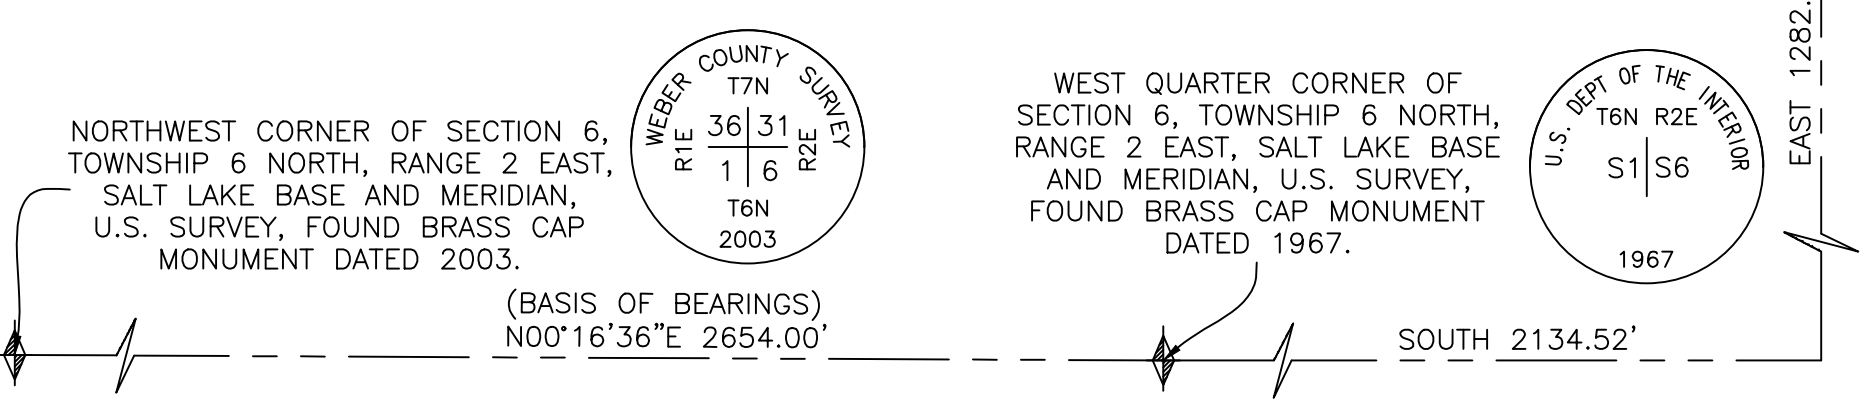 NORTHWEST CORNER OF SECTION 6,
TOWNSHIP 6 NORTH, RANGE 2 EAST,
SALT LAKE BASE AND MERIDIAN,
U.S. SURVEY, FOUND BRASS CAP
MONUMENT DATED 2003.
WEBER COUNTY SURVEY
T7N
R1E
36 31
1 6
R2E
T6N
2003
(BASIS OF BEARINGS)
N00°16'36"E 2654.00'
WEST QUARTER CORNER OF
SECTION 6, TOWNSHIP 6 NORTH,
RANGE 2 EAST, SALT LAKE BASE
AND MERIDIAN, U.S. SURVEY,
FOUND BRASS CAP MONUMENT
DATED 1967.
U.S. DEPT OF THE INTERIOR
T6N R2E
S1 S6
1967
SOUTH 2134.52'
EAST 1282.